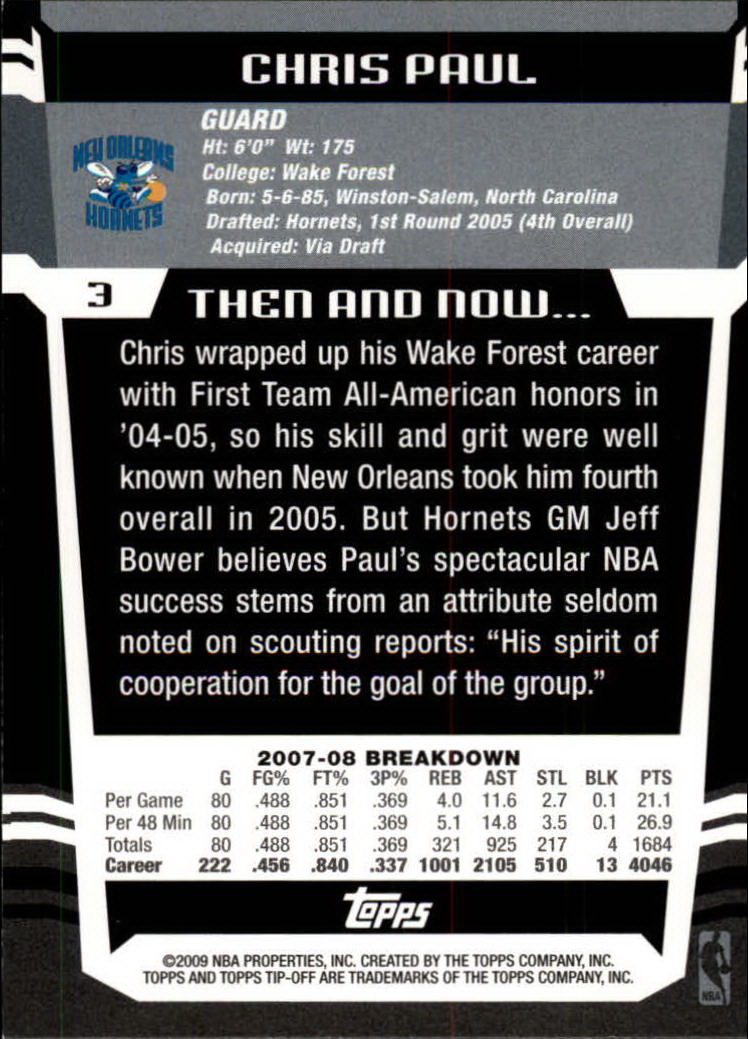 CHRIS PAUL
NEW ORLEANS
HORNETS
GUARD
Ht: 6'0" Wt: 175
College: Wake Forest
Born: 5-6-85, Winston-Salem, North Carolina
Drafted: Hornets, 1st Round 2005 (4th Overall)
Acquired: Via Draft
3
THEN AND NOW...
Chris wrapped up his Wake Forest career
with First Team All-American honors in
'04-05, so his skill and grit were well
known when New Orleans took him fourth
overall in 2005. But Hornets GM Jeff
Bower believes Paul's spectacular NBA
success stems from an attribute seldom
noted on scouting reports: "His spirit of
cooperation for the goal of the group."
2007-08 BREAKDOWN
G FG% FT% 3P% REB AST STL BLK PTS
Per Game 80 .488 .851 .369 4.0 11.6 2.7 0.1 21.1
Per 48 Min 80 .488 .851 .369 5.1 14.8 3.5 0.1 26.9
Totals 80 .488 .851 .369 321 925 217 4 1684
Career 222 .456 .840 .337 1001 2105 510 13 4046
Topps
©2009 NBA PROPERTIES, INC. CREATED BY THE TOPPS COMPANY, INC.
TOPPS AND TOPPS TIP-OFF ARE TRADEMARKS OF THE TOPPS COMPANY, INC.
NBA